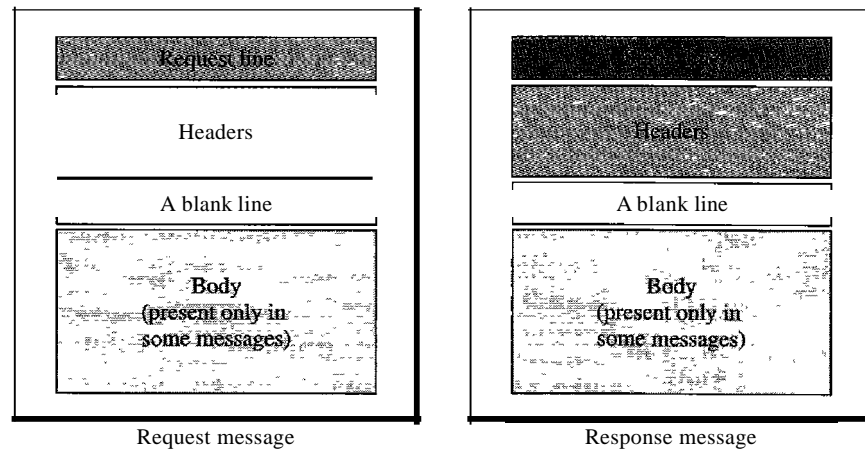 Request line
Headers
A blank line
Body
(present only in
some messages)
Request message
Headers
A blank line
Body
(present only in
some messages)
Response message